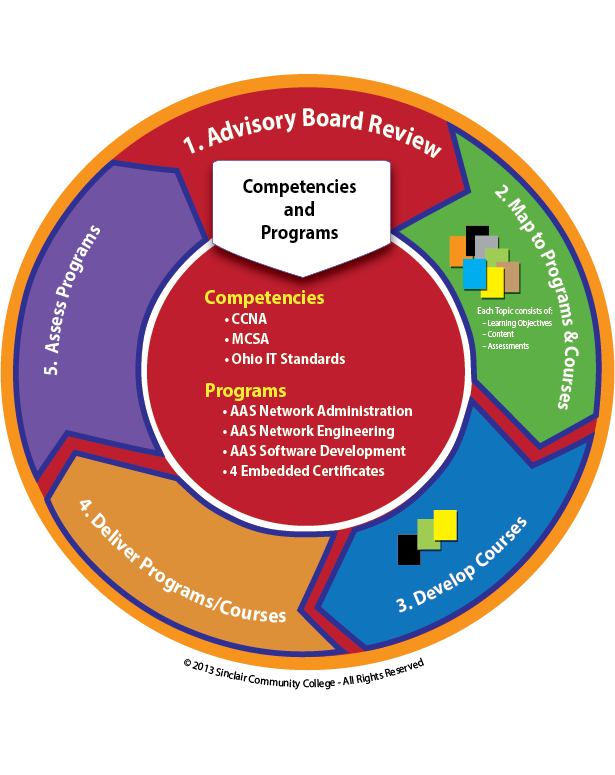 1. Advisory Board Review
Competencies
and
Programs
2. Map to Programs & Courses
Each Topic consists of:
– Learning Objectives
– Content
– Assessments
Competencies
• CCNA
• MCSA
• Ohio IT Standards
Programs
• AAS Network Administration
• AAS Network Engineering
• AAS Software Development
• 4 Embedded Certificates
3. Develop Courses
4. Deliver Programs/Courses
5. Assess Programs
© 2013 Sinclair Community College - All Rights Reserved